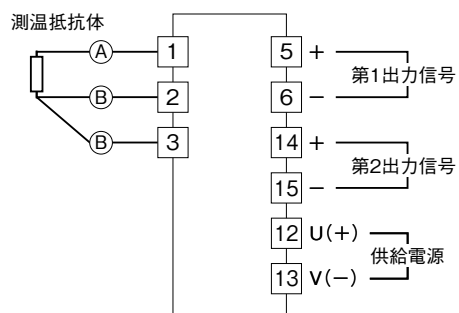 測温抵抗体
A 1
B 2
B 3
5 +
6 −
第1出力信号
14 +
15 −
第2出力信号
12 U(+)
13 V(−)
供給電源